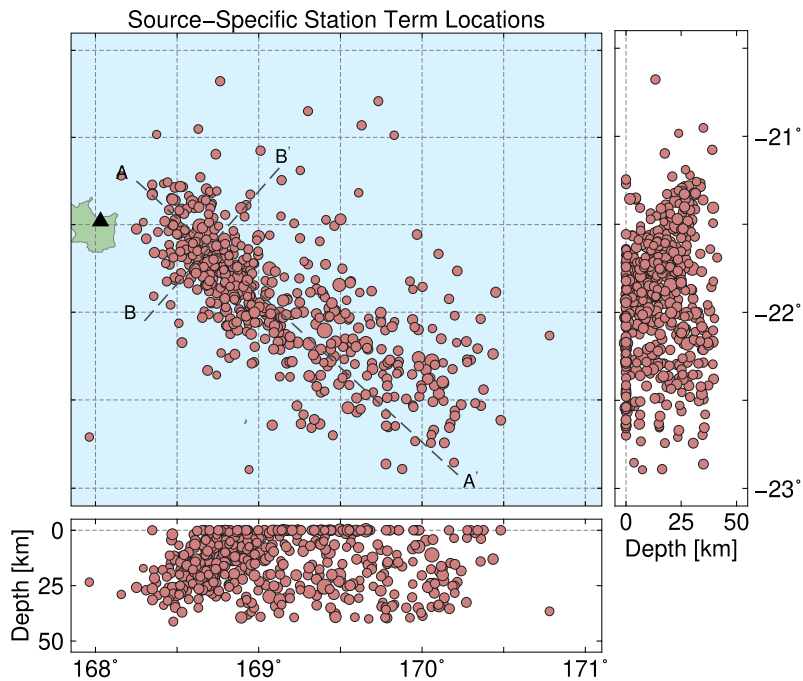 Source−Specific Station Term Locations
A
B'
B
A'
−21°
−22°
−23°
0 25 50
Depth [km]
0
25
50
Depth [km]
168° 169° 170° 171°